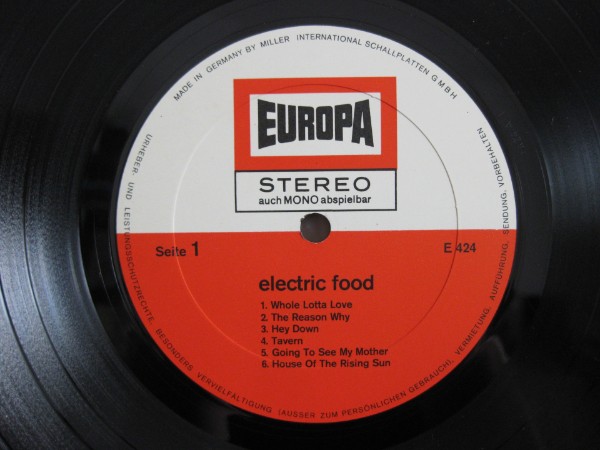 MADE IN GERMANY BY MILLER INTERNATIONAL SCHALLPLATTEN GMBH
EUROPA
STEREO
auch MONO abspielbar
Seite 1
E 424
electric food
1. Whole Lotta Love
2. The Reason Why
3. Hey Down
4. Tavern
5. Going To See My Mother
6. House Of The Rising Sun
URHEBER- UND LEISTUNGSSCHUTZRECHTE, BESONDERS VERVIELFÄLTIGUNG (AUSSER ZUM PERSÖNLICHEN GEBRAUCH), VERMIETUNG, AUFFÜHRUNG, SENDUNG, VORBEHALTEN